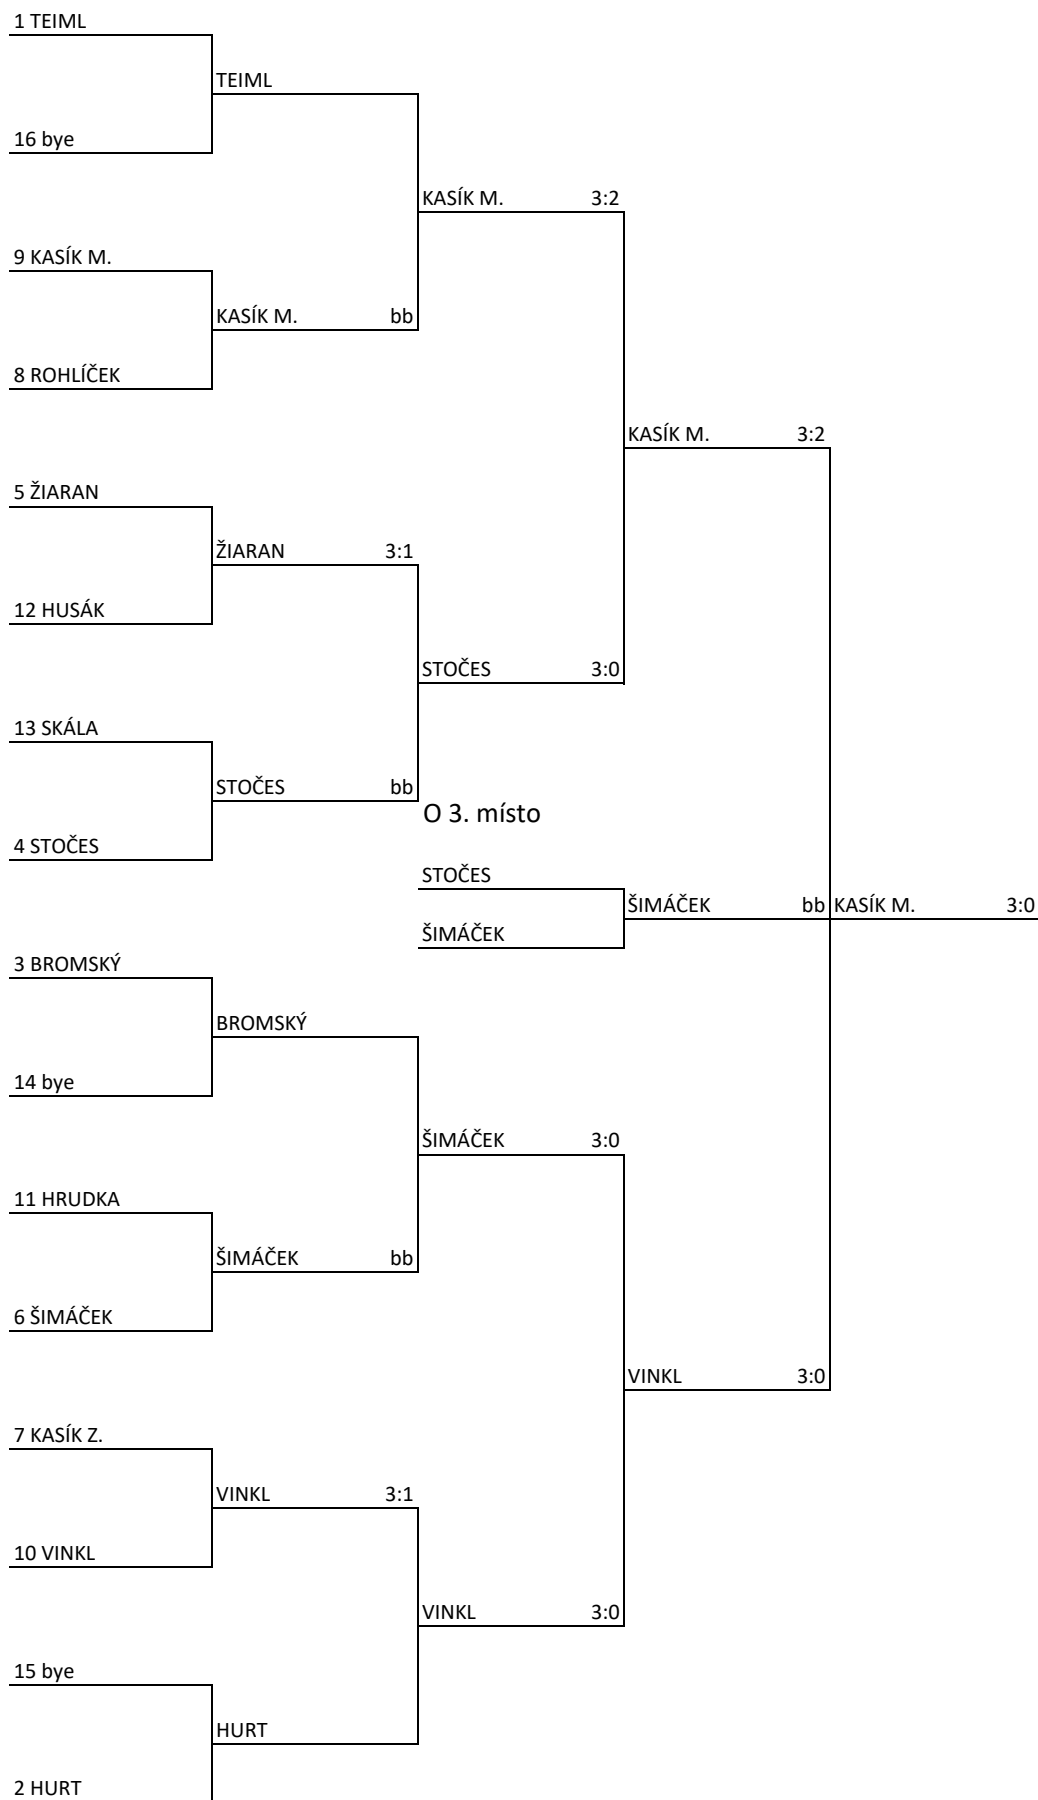 1 TEIML
TEIML
16 bye
KASÍK M. 3:2
9 KASÍK M.
KASÍK M. bb
8 ROHLÍČEK
KASÍK M. 3:2
5 ŽIARAN
ŽIARAN 3:1
12 HUSÁK
STOČES 3:0
13 SKÁLA
STOČES bb
O 3. místo
4 STOČES
STOČES
ŠIMÁČEK bb KASÍK M. 3:0
ŠIMÁČEK
3 BROMSKÝ
BROMSKÝ
14 bye
ŠIMÁČEK 3:0
11 HRUDKA
ŠIMÁČEK bb
6 ŠIMÁČEK
VINKL 3:0
7 KASÍK Z.
VINKL 3:1
10 VINKL
VINKL 3:0
15 bye
HURT
2 HURT